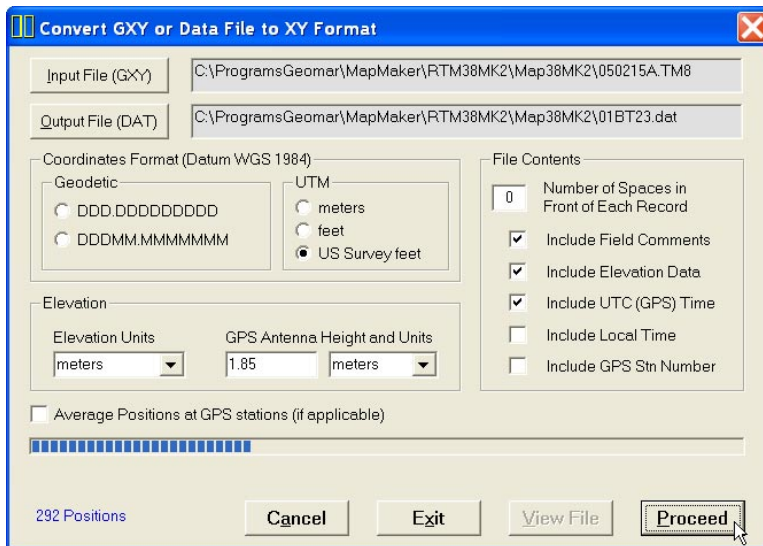 Convert GXY or Data File to XY Format
Input File (GXY)
C:\ProgramsGeomar\MapMaker\RTM38MK2\Map38MK2\050215A.TM8
Output File (DAT)
C:\ProgramsGeomar\MapMaker\RTM38MK2\Map38MK2\01BT23.dat
Coordinates Format (Datum WGS 1984)
Geodetic
DDD.DDDDDDDDD
DDDMM.MMMMMMM
UTM
meters
feet
US Survey feet
File Contents
0
Number of Spaces in
Front of Each Record
Include Field Comments
Include Elevation Data
Include UTC (GPS) Time
Include Local Time
Include GPS Stn Number
Elevation
Elevation Units
meters
GPS Antenna Height and Units
1.85
meters
Average Positions at GPS stations (if applicable)
292 Positions
Cancel
Exit
View File
Proceed